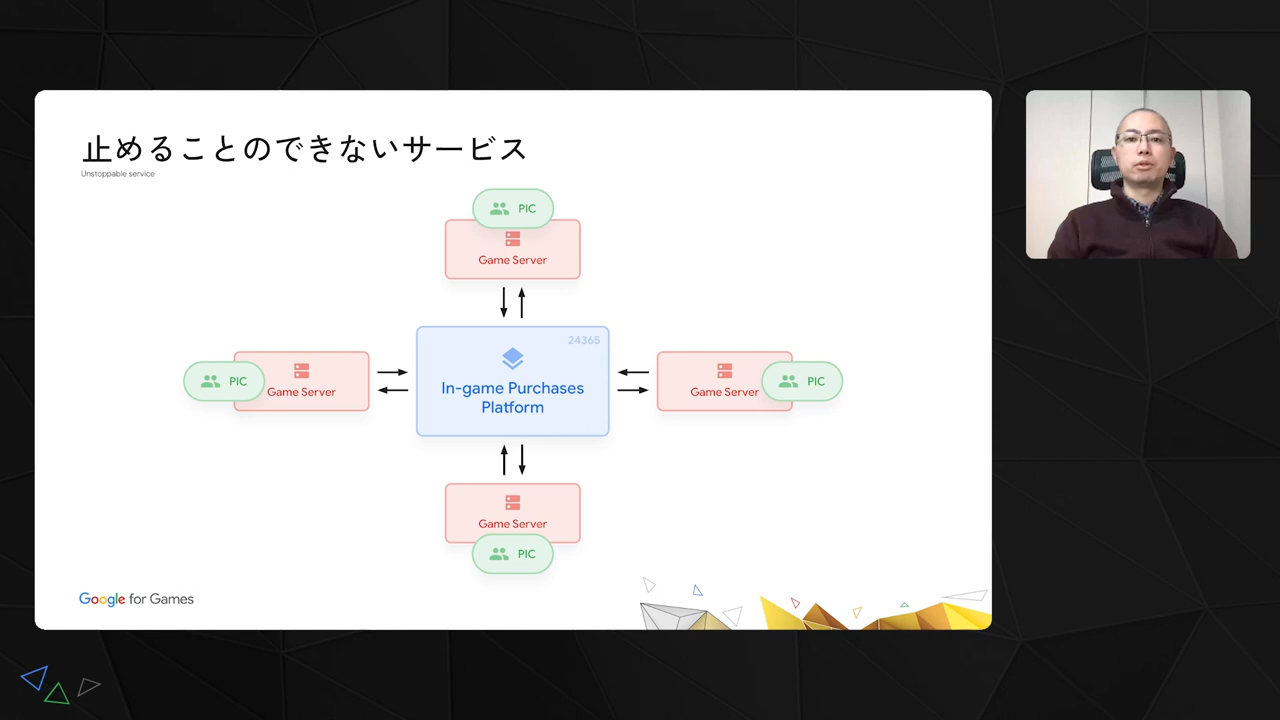 止めることのできないサービス
Unstoppable service
PIC
Game Server
24365
In-game Purchases
Platform
PIC
Game Server
Game Server
PIC
Game Server
PIC
Google for Games